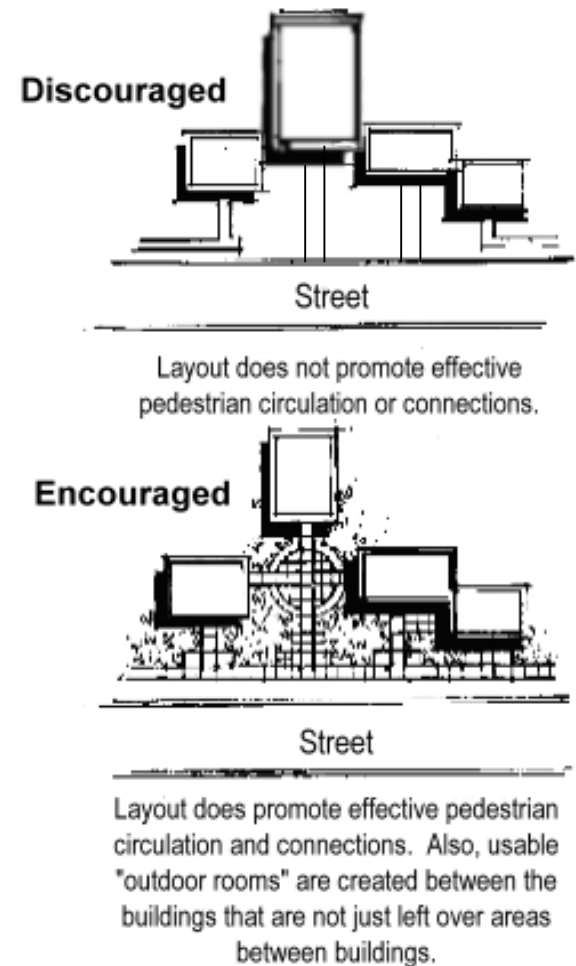 Discouraged
Street
Layout does not promote effective
pedestrian circulation or connections.
Encouraged
Street
Layout does promote effective pedestrian
circulation and connections.  Also, usable
"outdoor rooms" are created between the
buildings that are not just left over areas
between buildings.